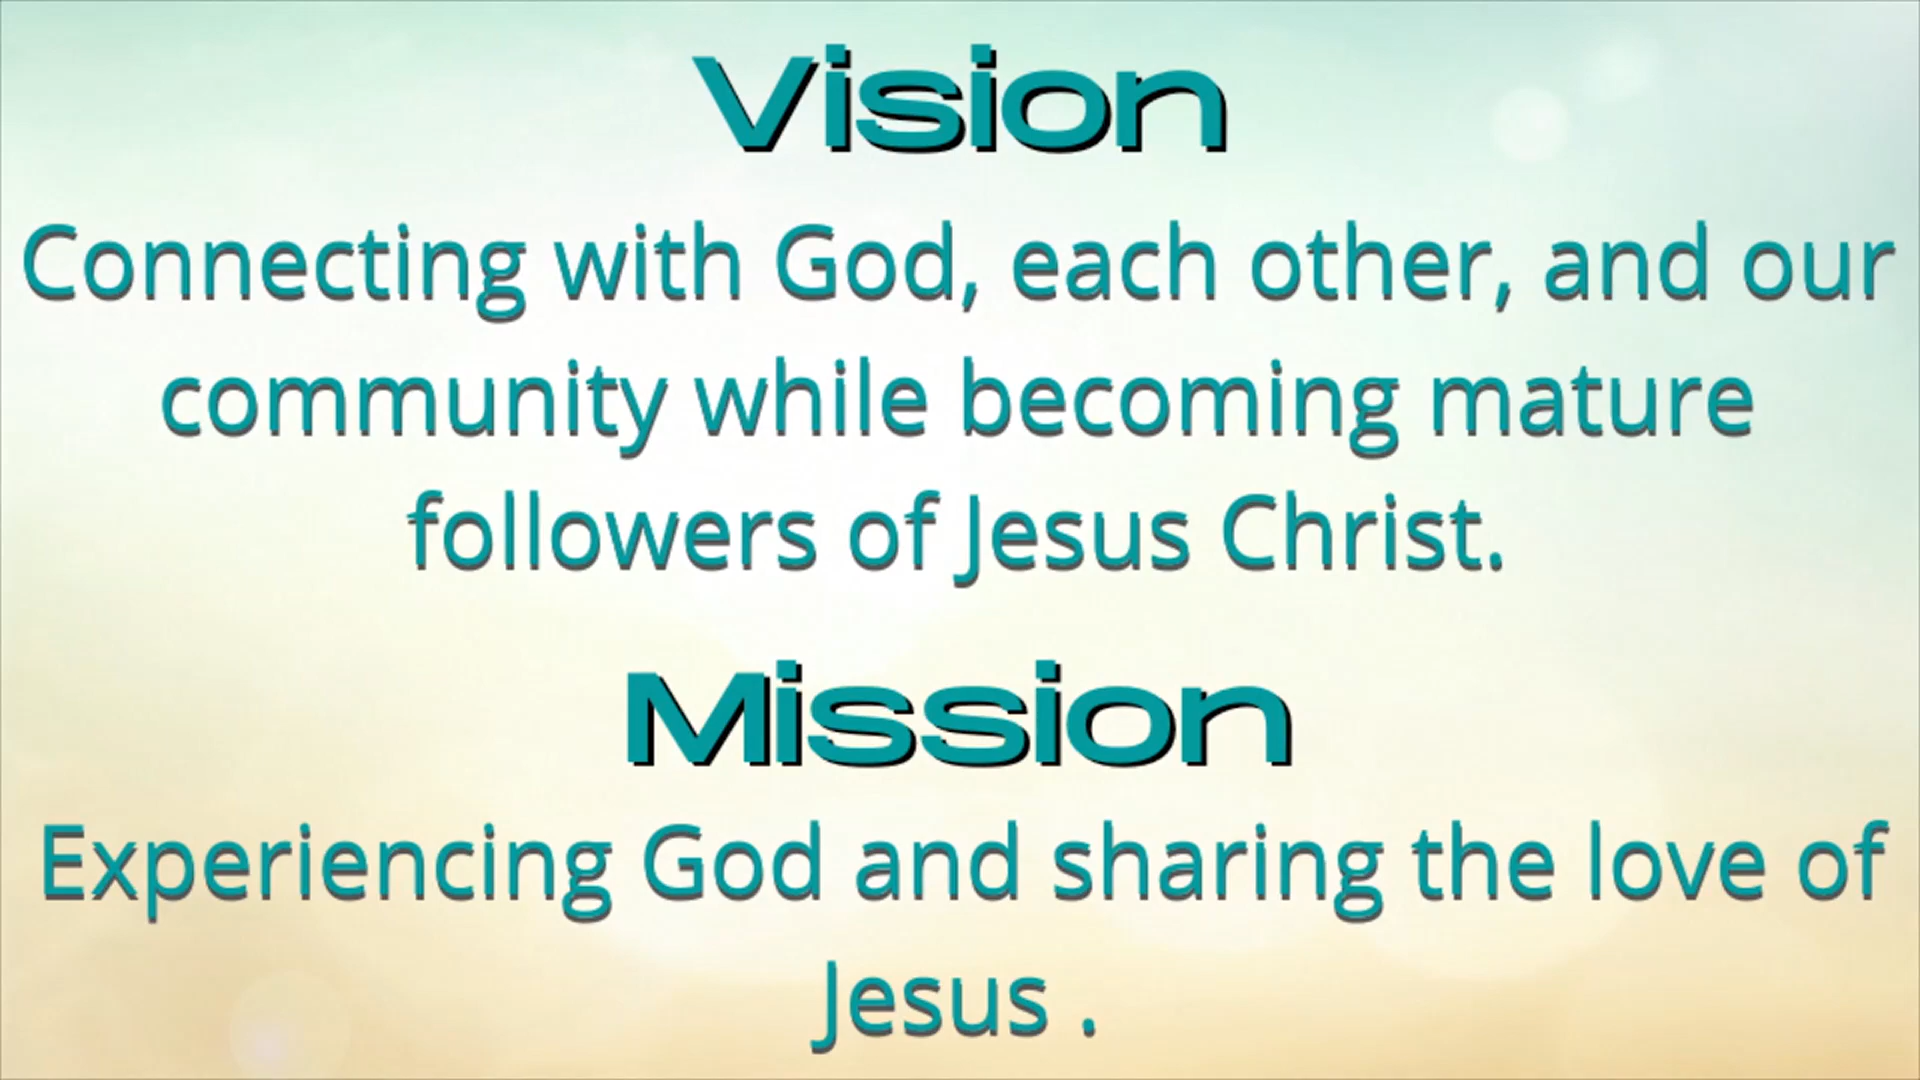 Vision
Connecting with God, each other, and our
community while becoming mature
followers of Jesus Christ.
Mission
Experiencing God and sharing the love of
Jesus .